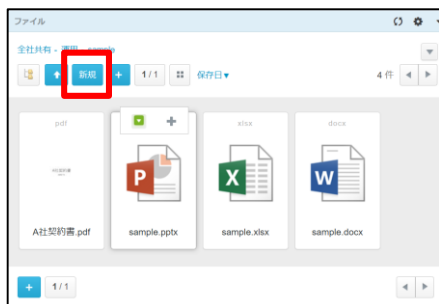 ファイル
全社共有 - 
sample
新規
+
1/1
保存日▼
4 件
pdf
xlsx
docx
P
X
W
A社契約書.pdf
sample.pptx
sample.xlsx
sample.docx
+
1/1